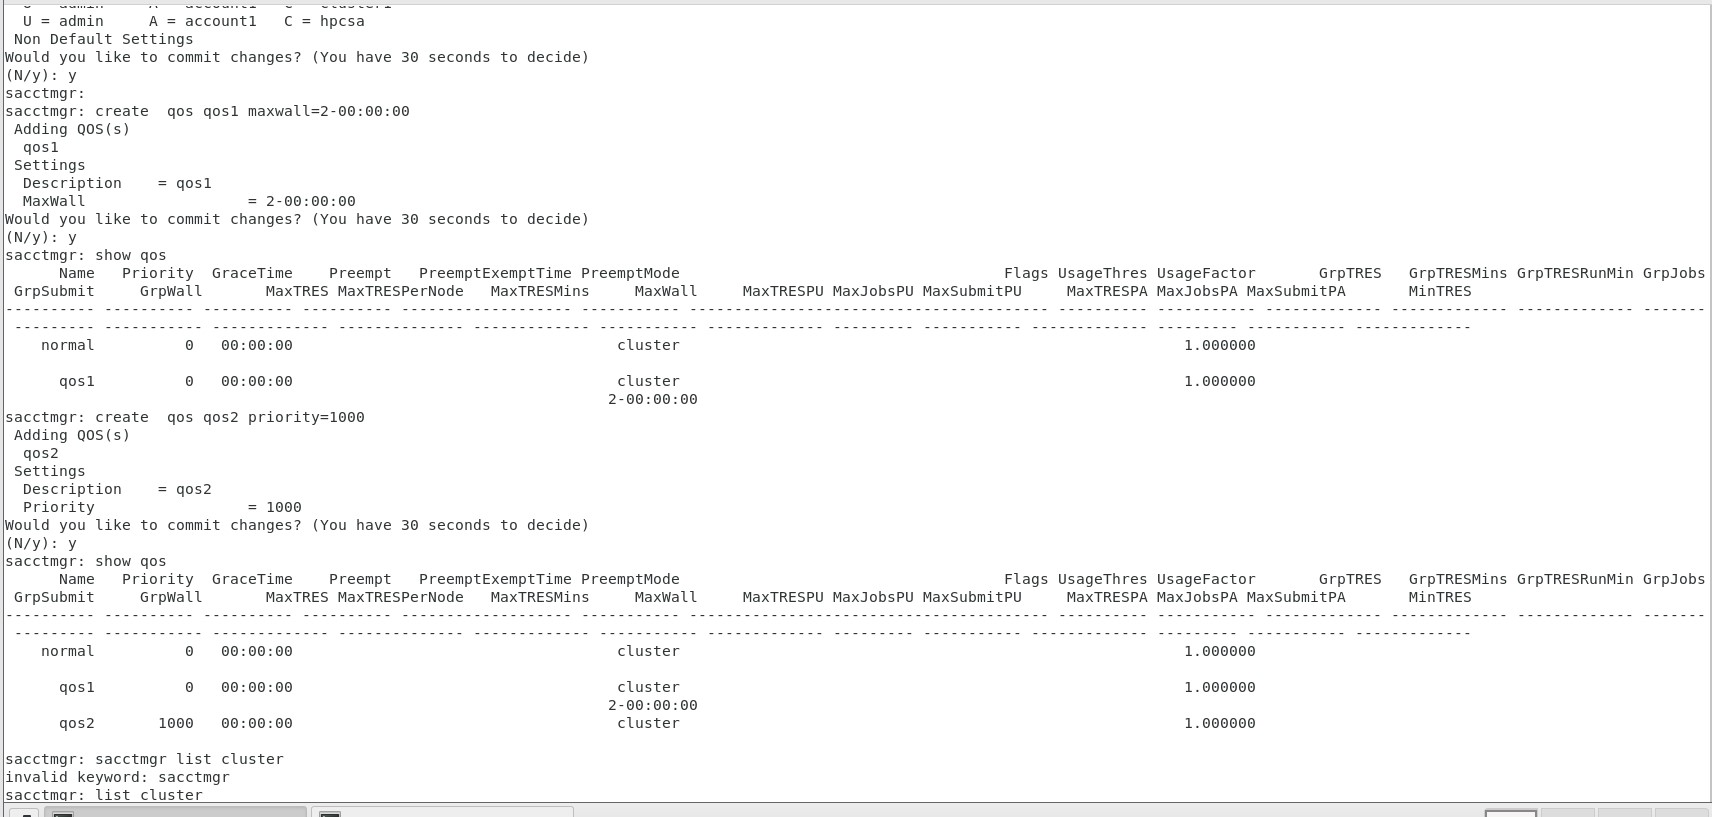 U = admin     A = account1   C = cluster1
  U = admin     A = account1   C = hpcsa
 Non Default Settings
Would you like to commit changes? (You have 30 seconds to decide)
(N/y): y
sacctmgr:
sacctmgr: create  qos qos1 maxwall=2-00:00:00
 Adding QOS(s)
  qos1
 Settings
  Description    = qos1
  MaxWall                  = 2-00:00:00
Would you like to commit changes? (You have 30 seconds to decide)
(N/y): y
sacctmgr: show qos
      Name   Priority  GraceTime    Preempt   PreemptExemptTime PreemptMode                                    Flags UsageThres UsageFactor       GrpTRES   GrpTRESMins GrpTRESRunMin GrpJobs
 GrpSubmit     GrpWall       MaxTRES MaxTRESPerNode   MaxTRESMins     MaxWall     MaxTRESPU MaxJobsPU MaxSubmitPU     MaxTRESPA MaxJobsPA MaxSubmitPA       MinTRES
---------- ---------- ---------- ---------- ------------------- ----------- ---------------------------------------- ---------- ----------- ------------- ------------- ------------- -------
 --------- ----------- ------------- -------------- ------------- ----------- ------------- --------- ----------- ------------- --------- ----------- -------------
    normal          0   00:00:00                                    cluster                                                        1.000000
      qos1          0   00:00:00                                    cluster                                                        1.000000
                                                                   2-00:00:00
sacctmgr: create  qos qos2 priority=1000
 Adding QOS(s)
  qos2
 Settings
  Description    = qos2
  Priority                 = 1000
Would you like to commit changes? (You have 30 seconds to decide)
(N/y): y
sacctmgr: show qos
      Name   Priority  GraceTime    Preempt   PreemptExemptTime PreemptMode                                    Flags UsageThres UsageFactor       GrpTRES   GrpTRESMins GrpTRESRunMin GrpJobs
 GrpSubmit     GrpWall       MaxTRES MaxTRESPerNode   MaxTRESMins     MaxWall     MaxTRESPU MaxJobsPU MaxSubmitPU     MaxTRESPA MaxJobsPA MaxSubmitPA       MinTRES
---------- ---------- ---------- ---------- ------------------- ----------- ---------------------------------------- ---------- ----------- ------------- ------------- ------------- -------
 --------- ----------- ------------- -------------- ------------- ----------- ------------- --------- ----------- ------------- --------- ----------- -------------
    normal          0   00:00:00                                    cluster                                                        1.000000
      qos1          0   00:00:00                                    cluster                                                        1.000000
                                                                   2-00:00:00
      qos2       1000   00:00:00                                    cluster                                                        1.000000
sacctmgr: sacctmgr list cluster
invalid keyword: sacctmgr
sacctmgr: list cluster